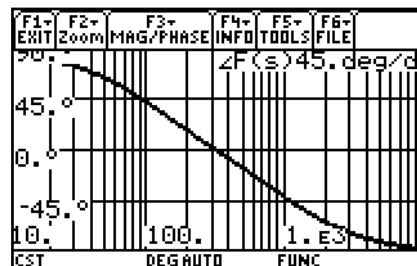 F1 F2 F3 F4 F5 F6
EXIT Zoom MAG/PHASE INFO TOOLS FILE
90.° ∠F(s)45.deg/d
45.°
0.°
-45.°
10. 100. 1.E3
CST DEG AUTO FUNC